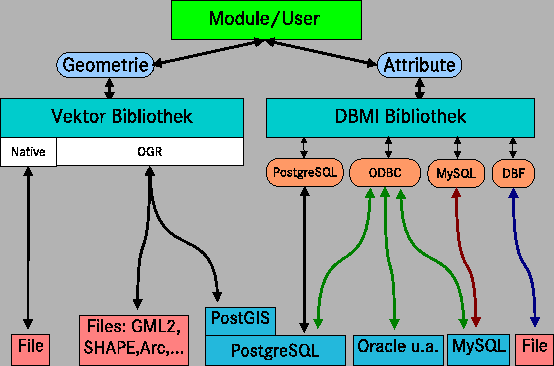 Module/User
Geometrie
Attribute
Vektor Bibliothek
DBMI Bibliothek
Native
OGR
PostgreSQL
ODBC
MySQL
DBF
File
Files: GML2,
SHAPE,Arc,...
PostGIS
PostgreSQL
Oracle u.a.
MySQL
File